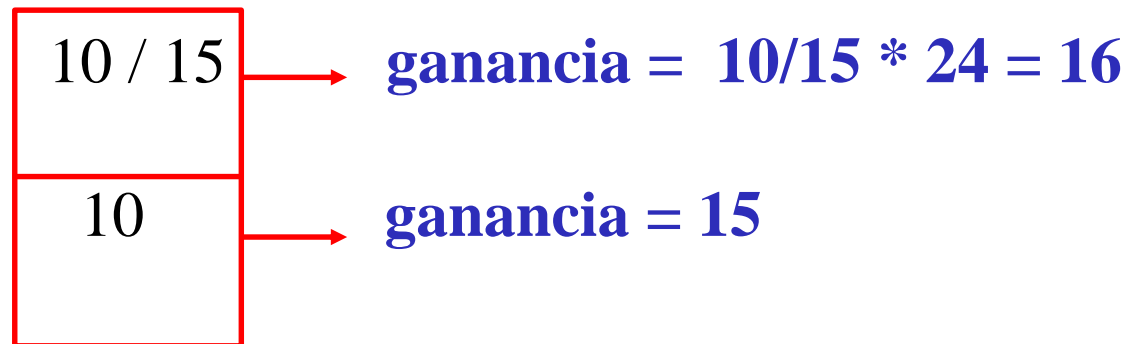 10 / 15 ganancia = 10/15 * 24 = 16
10 ganancia = 15